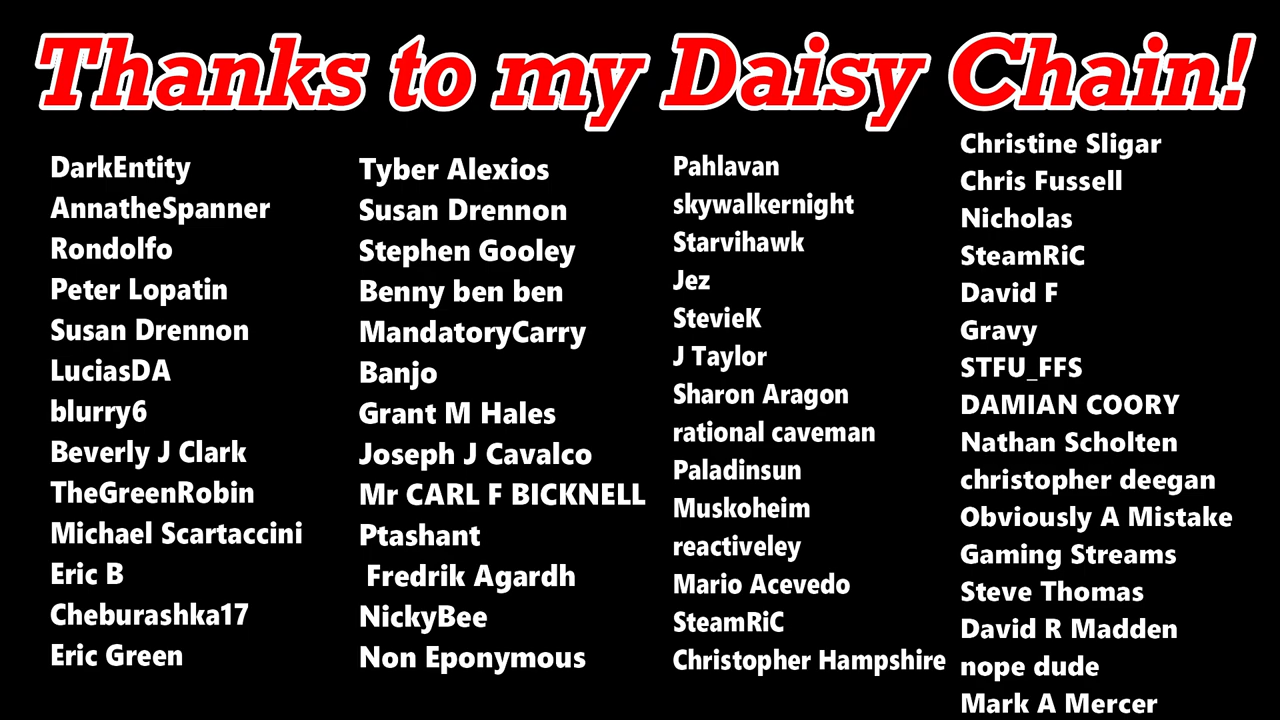 Thanks to my Daisy Chain!
DarkEntity
AnnatheSpanner
Rondolfo
Peter Lopatin
Susan Drennon
LuciasDA
blurry6
Beverly J Clark
TheGreenRobin
Michael Scartaccini
Eric B
Cheburashka17
Eric Green
Tyber Alexios
Susan Drennon
Stephen Gooley
Benny ben ben
MandatoryCarry
Banjo
Grant M Hales
Joseph J Cavalco
Mr CARL F BICKNELL
Ptashant
Fredrik Agardh
NickyBee
Non Eponymous
Pahlavan
skywalkernight
Starvihawk
Jez
StevieK
J Taylor
Sharon Aragon
rational caveman
Paladinsun
Muskoheim
reactiveley
Mario Acevedo
SteamRiC
Christopher Hampshire
Christine Sligar
Chris Fussell
Nicholas
SteamRiC
David F
Gravy
STFU_FFS
DAMIAN COORY
Nathan Scholten
christopher deegan
Obviously A Mistake
Gaming Streams
Steve Thomas
David R Madden
nope dude
Mark A Mercer